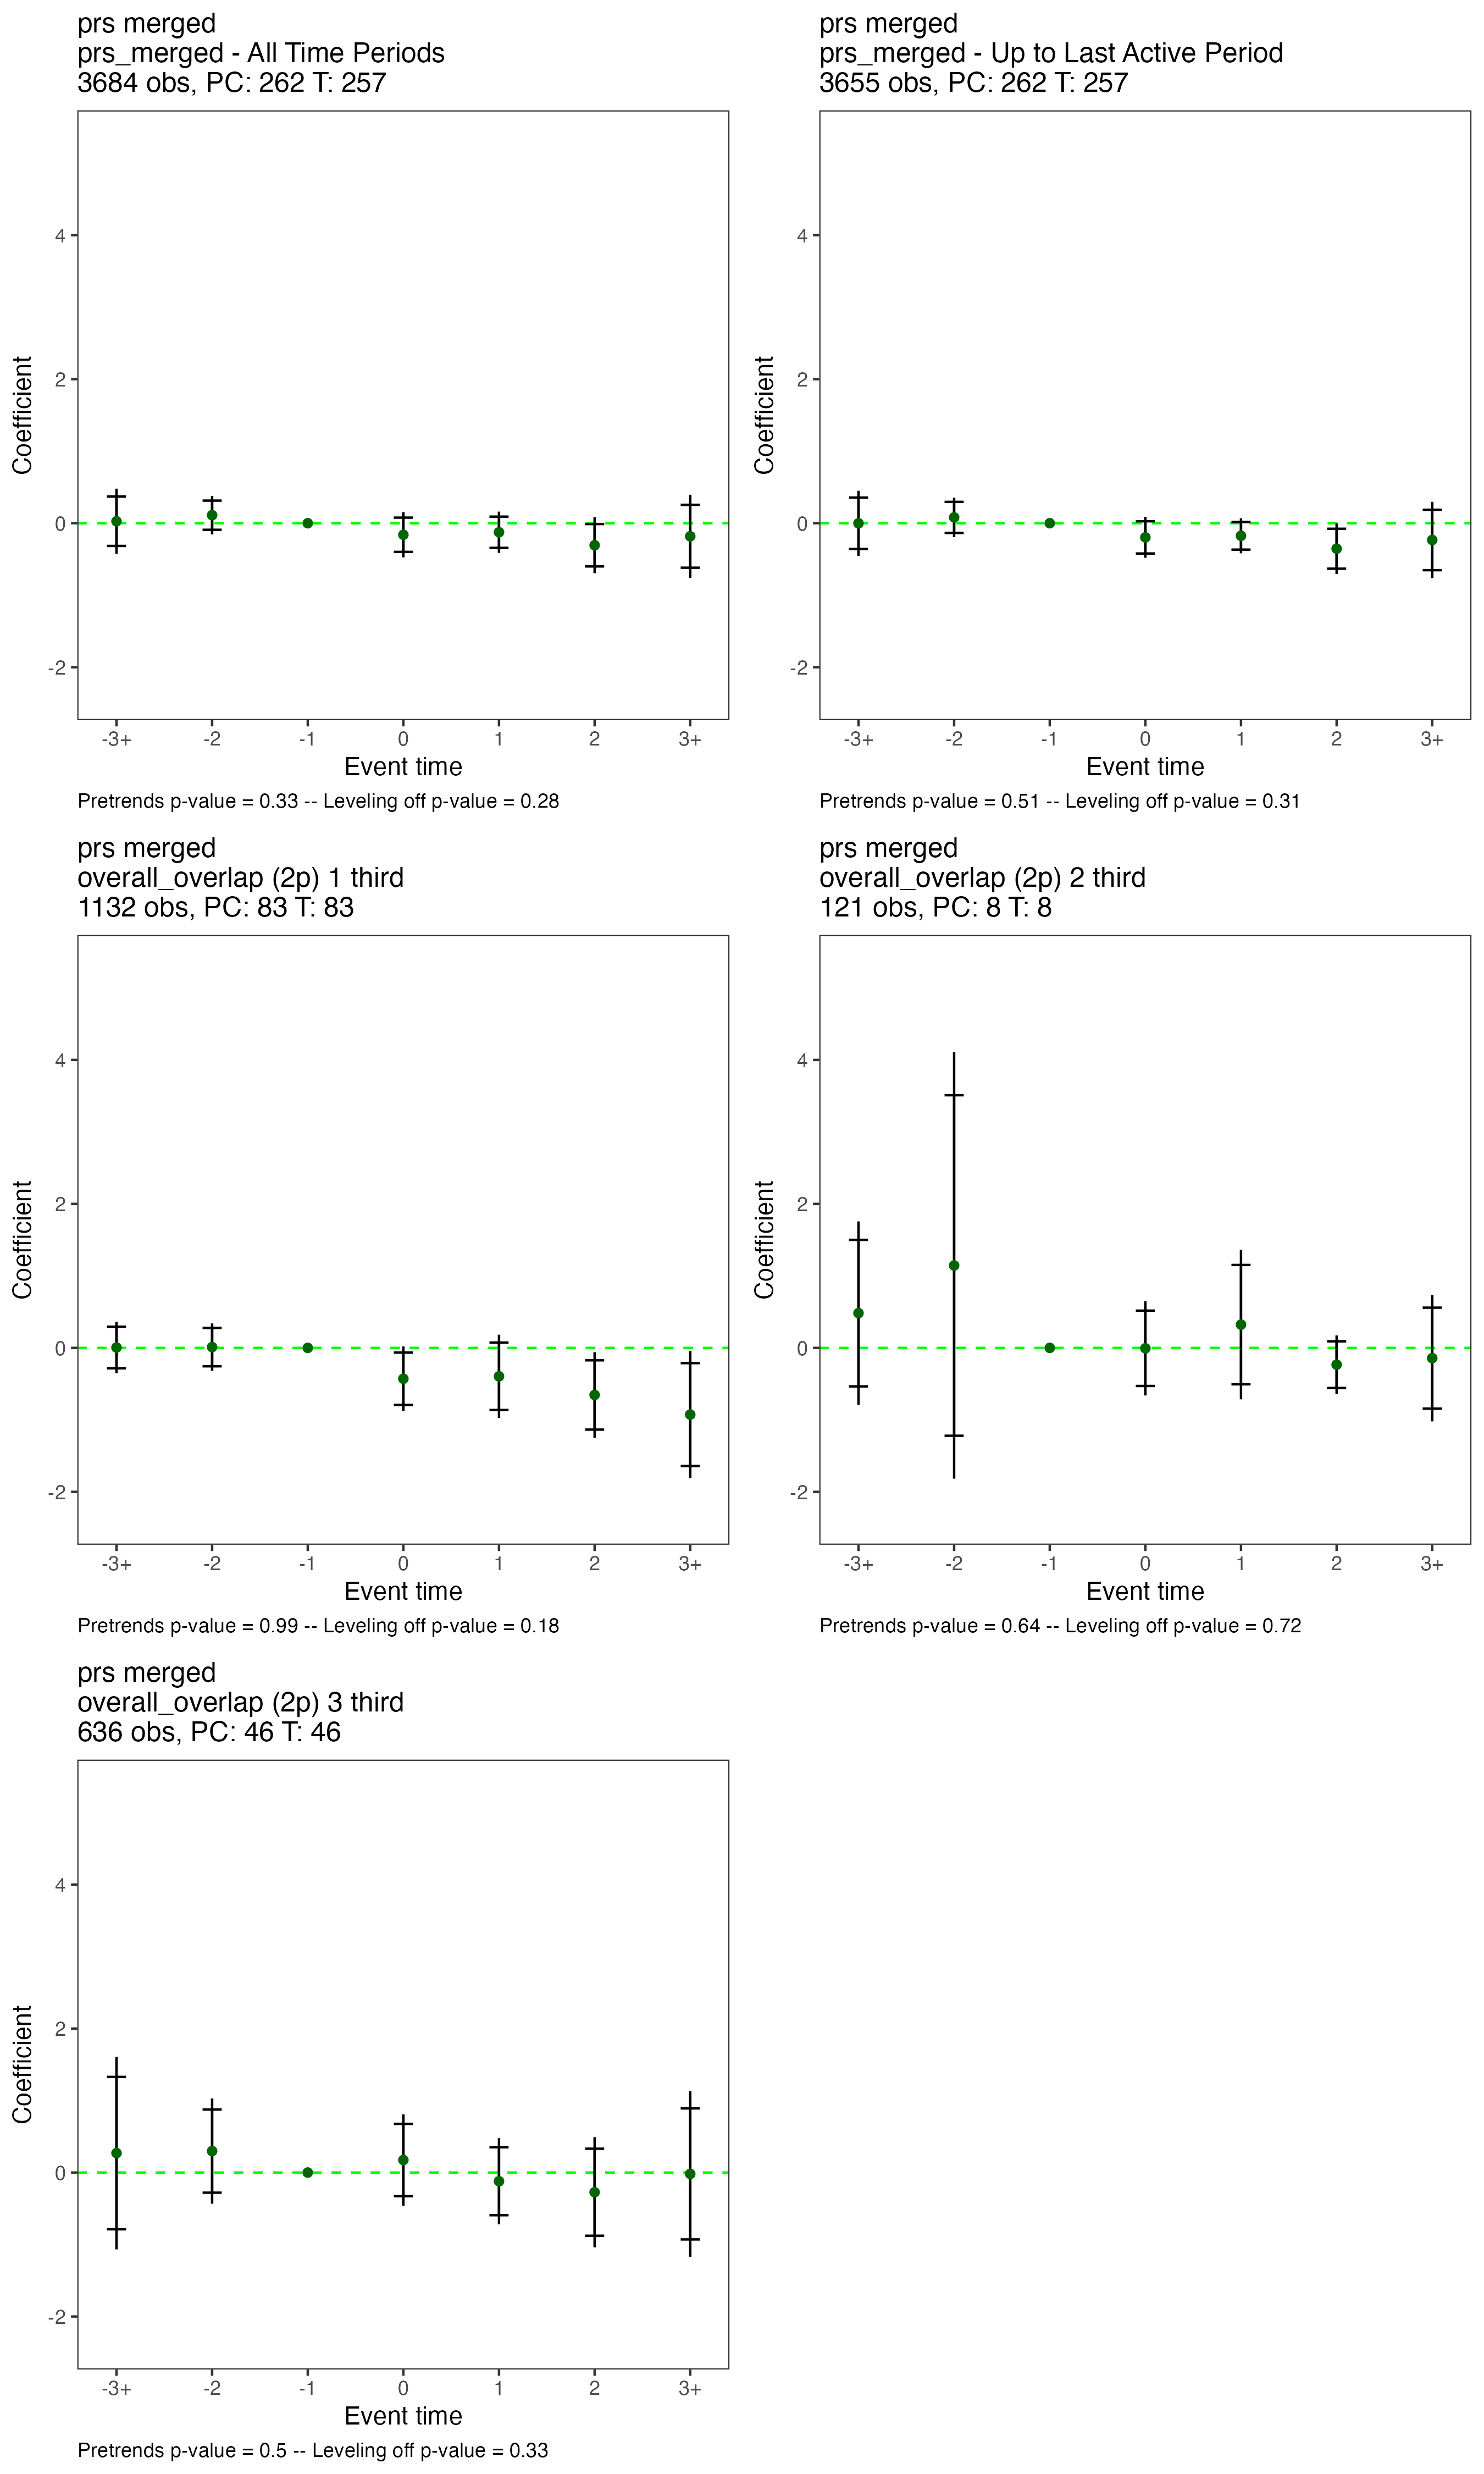 prs merged
prs_merged - All Time Periods
3684 obs, PC: 262 T: 257
Coefficient
4
2
0
-2
-3+ -2 -1 0 1 2 3+
Event time
Pretrends p-value = 0.33 -- Leveling off p-value = 0.28
prs merged
prs_merged - Up to Last Active Period
3655 obs, PC: 262 T: 257
Coefficient
4
2
0
-2
-3+ -2 -1 0 1 2 3+
Event time
Pretrends p-value = 0.51 -- Leveling off p-value = 0.31
prs merged
overall_overlap (2p) 1 third
1132 obs, PC: 83 T: 83
Coefficient
4
2
0
-2
-3+ -2 -1 0 1 2 3+
Event time
Pretrends p-value = 0.99 -- Leveling off p-value = 0.18
prs merged
overall_overlap (2p) 2 third
121 obs, PC: 8 T: 8
Coefficient
4
2
0
-2
-3+ -2 -1 0 1 2 3+
Event time
Pretrends p-value = 0.64 -- Leveling off p-value = 0.72
prs merged
overall_overlap (2p) 3 third
636 obs, PC: 46 T: 46
Coefficient
4
2
0
-2
-3+ -2 -1 0 1 2 3+
Event time
Pretrends p-value = 0.5 -- Leveling off p-value = 0.33